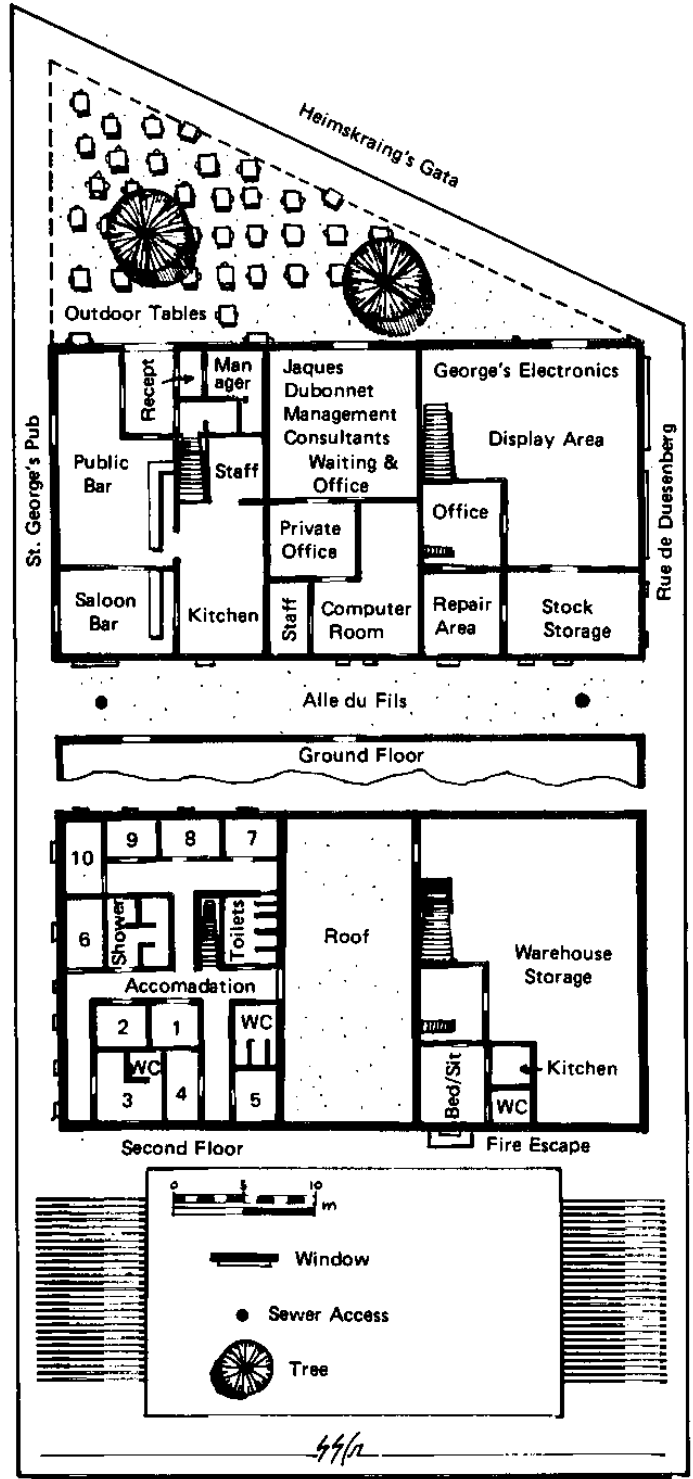 Heimskraing's Gata
Outdoor Tables
St. George's Pub
Recept
Man
ager
Jaques
Dubonnet
Management
Consultants
Waiting &
Office
George's Electronics
Display Area
Rue de Duesenberg
Public
Bar
Staff
Private
Office
Office
Saloon
Bar
Kitchen
Staff
Computer
Room
Repair
Area
Stock
Storage
Alle du Fils
Ground Floor
10
9
8
7
6
Shower
Toilets
Roof
Warehouse
Storage
Accomadation
2
1
WC
WC
3
4
5
Bed/Sit
Kitchen
WC
Second Floor
Fire Escape
0
5
10
m
Window
Sewer Access
Tree